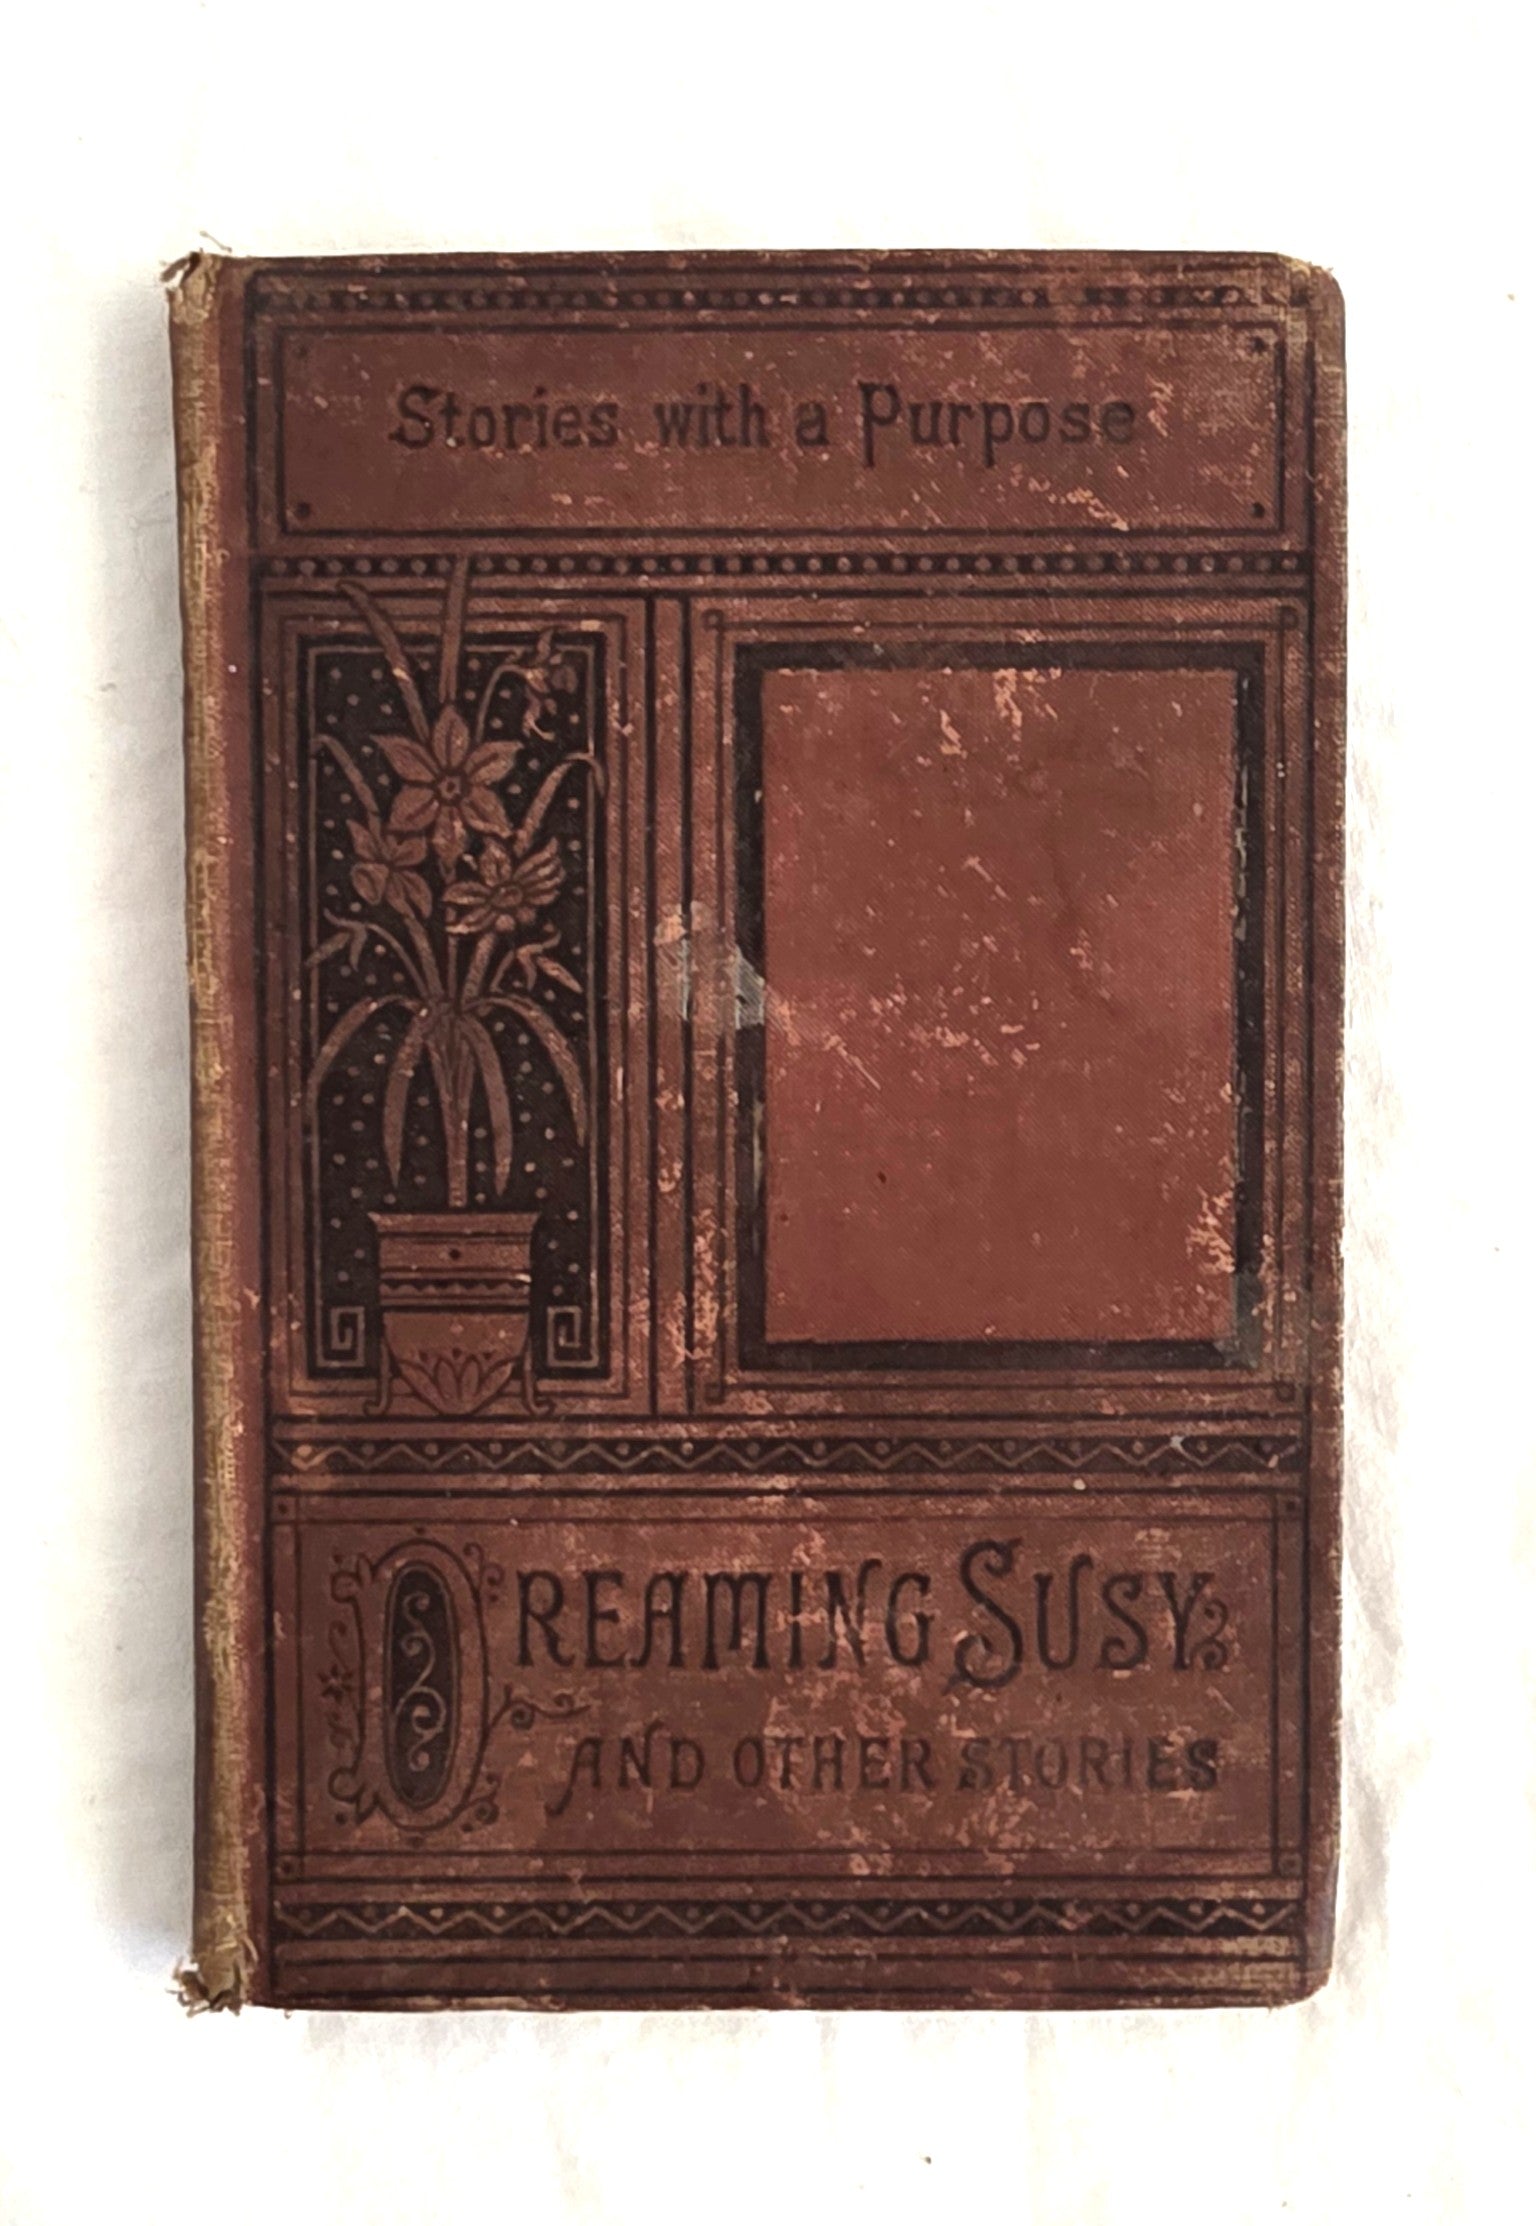 Stories with a Purpose
DREAMING SUSY
AND OTHER STORIES